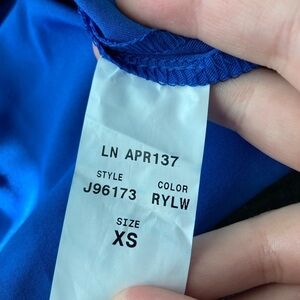 LN APR137
STYLE COLOR
J96173 RYLW
SIZE
XS